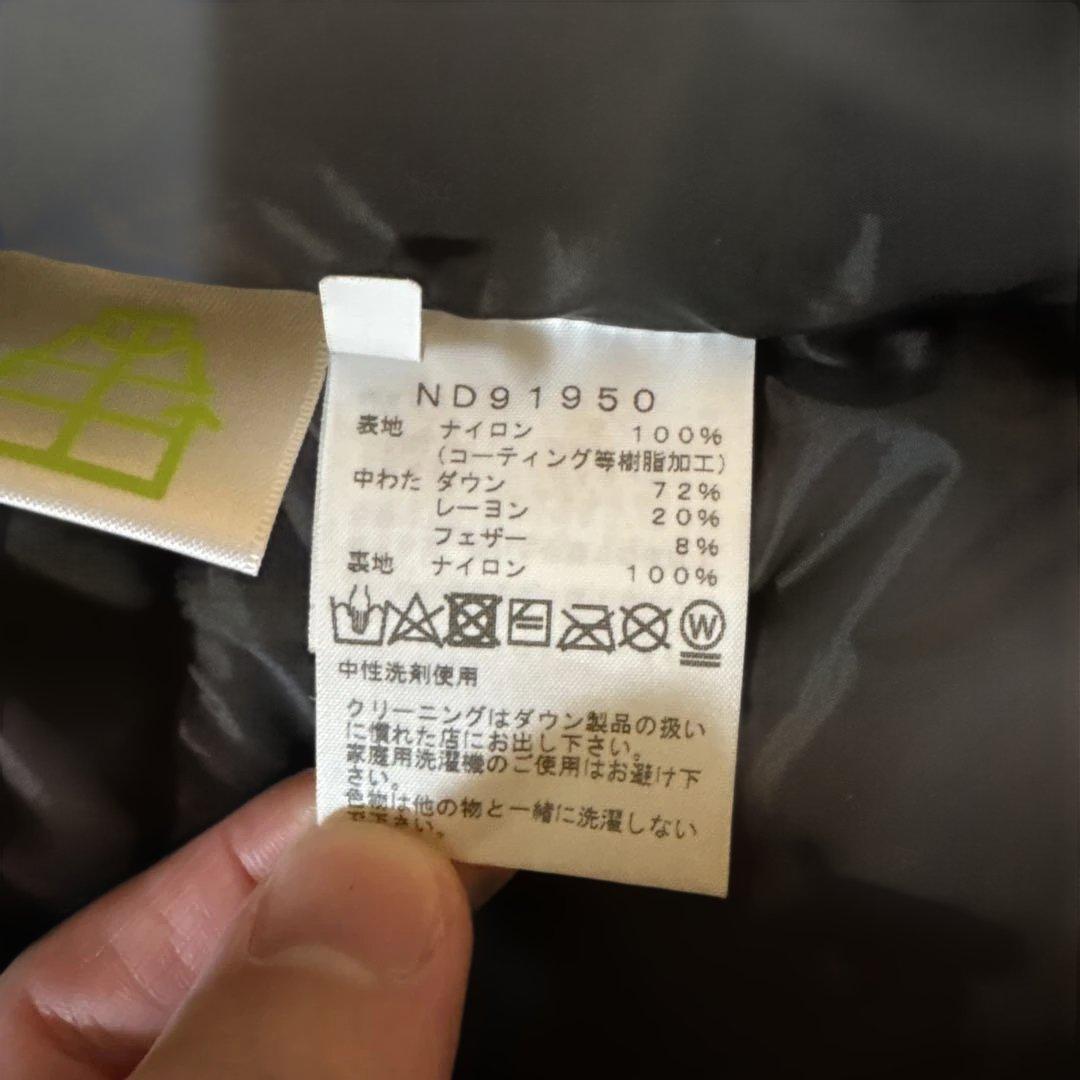 ND91950
表地 ナイロン 100%
(コーティング等樹脂加工)
中わた ダウン 72%
レーヨン 20%
フェザー 8%
裏地 ナイロン 100%
W
中性洗剤使用
クリーニングはダウン製品の扱い
に慣れた店にお出し下さい。
家庭用洗濯機のご使用はお避け下
さい。
色物は他の物と一緒に洗濯しない
で下さい。